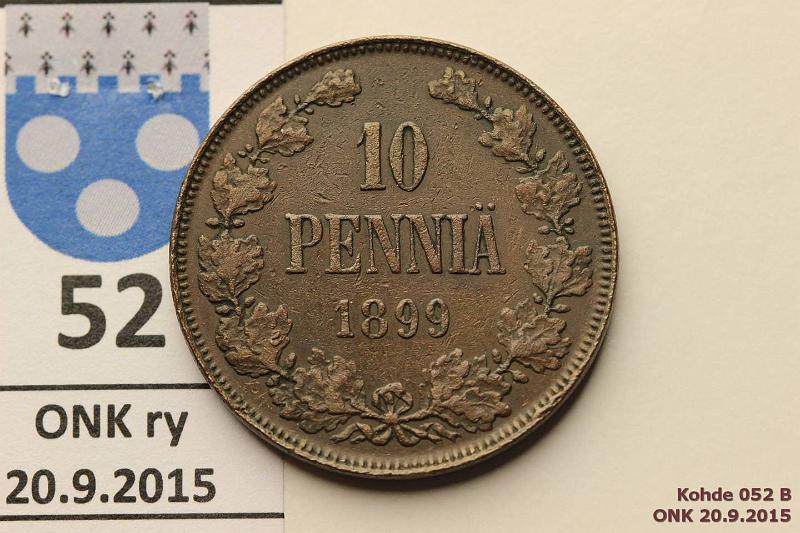 10
PENNIÄ
1899
52
ONK ry
20.9.2015
Kohde 052 B
ONK 20.9.2015